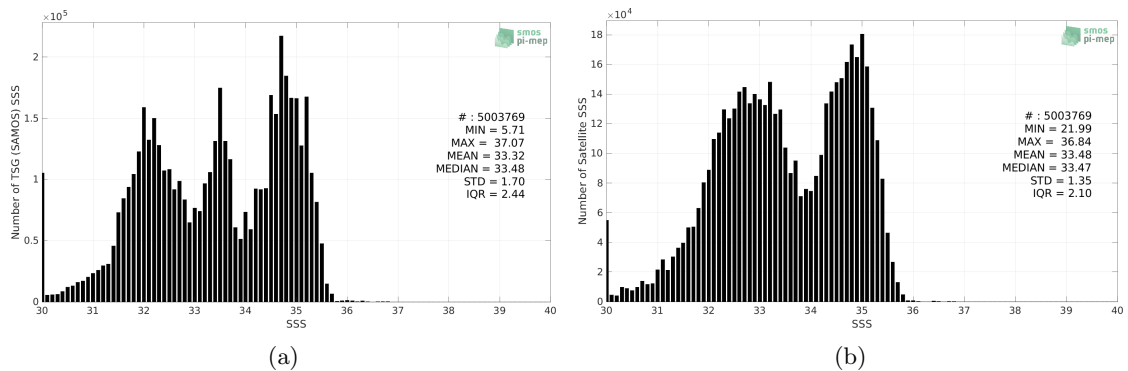 ×10⁵
smos
pi-mep
2
1.5
1
0.5
0
Number of TSG (SAMOS) SSS
# : 5003769
MIN = 5.71
MAX = 37.07
MEAN = 33.32
MEDIAN = 33.48
STD = 1.70
IQR = 2.44
30 31 32 33 34 35 36 37 38 39 40
SSS
(a)
×10⁴
smos
pi-mep
20
18
16
14
12
10
8
6
4
2
0
Number of Satellite SSS
# : 5003769
MIN = 21.99
MAX = 36.84
MEAN = 33.48
MEDIAN = 33.47
STD = 1.35
IQR = 2.10
30 31 32 33 34 35 36 37 38 39 40
SSS
(b)